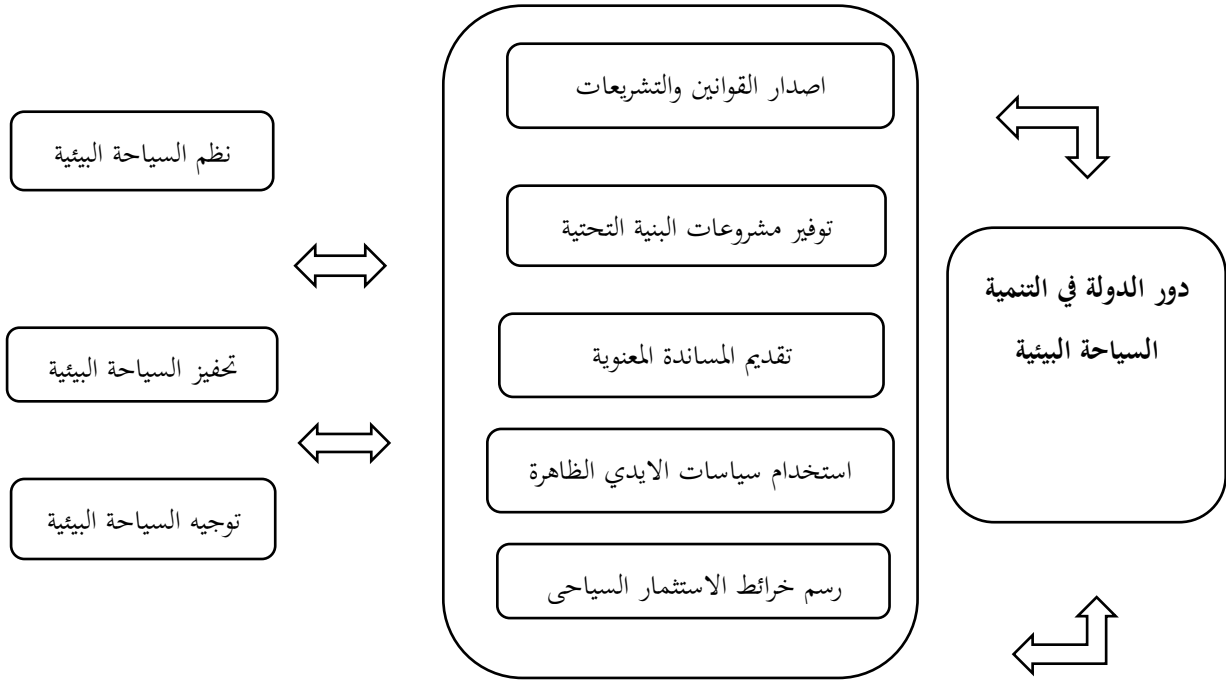 دور الدولة في التنمية
السياحة البيئية
اصدار القوانين والتشريعات
توفير مشروعات البنية التحتية
تقديم المساندة المعنوية
استخدام سياسات الايدي الظاهرة
رسم خرائط الاستثمار السياحى
نظم السياحة البيئية
تحفيز السياحة البيئية
توجيه السياحة البيئية